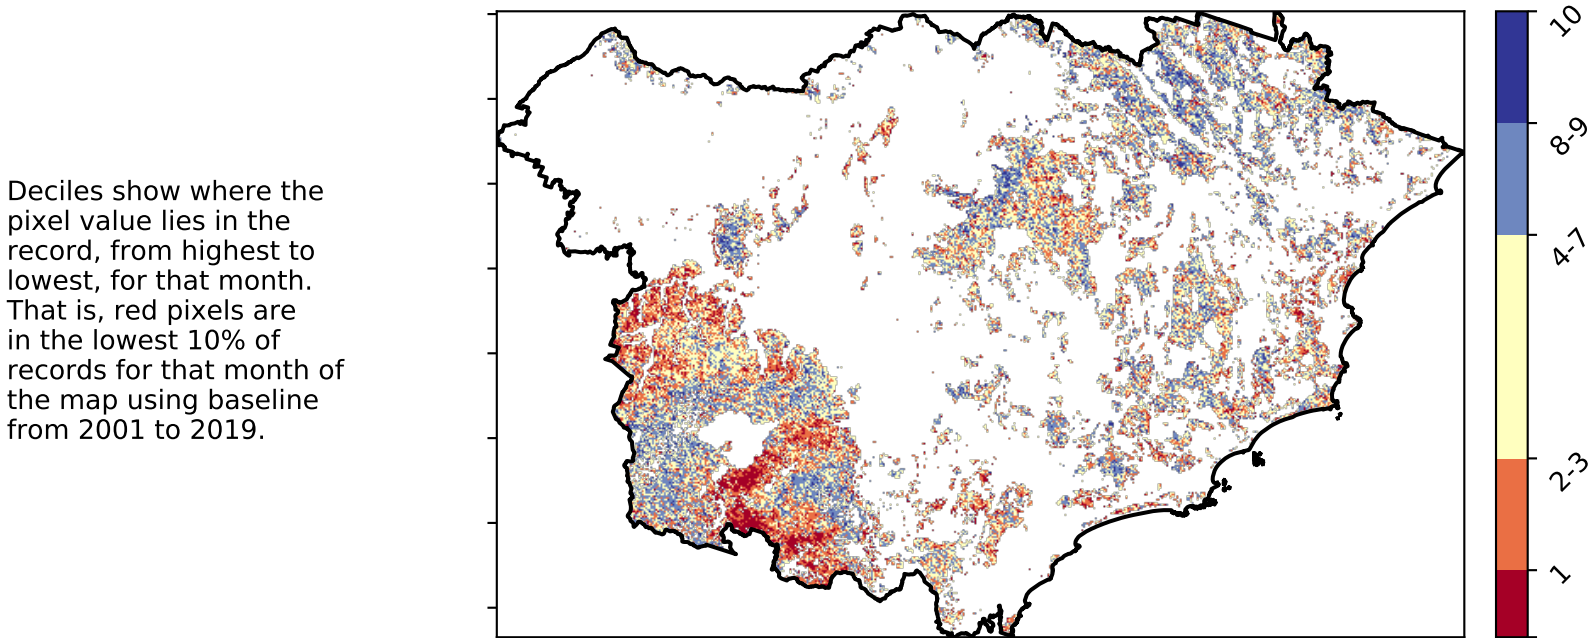 Deciles show where the
pixel value lies in the
record, from highest to
lowest, for that month.
That is, red pixels are
in the lowest 10% of
records for that month of
the map using baseline
from 2001 to 2019.
10
8-9
4-7
2-3
1